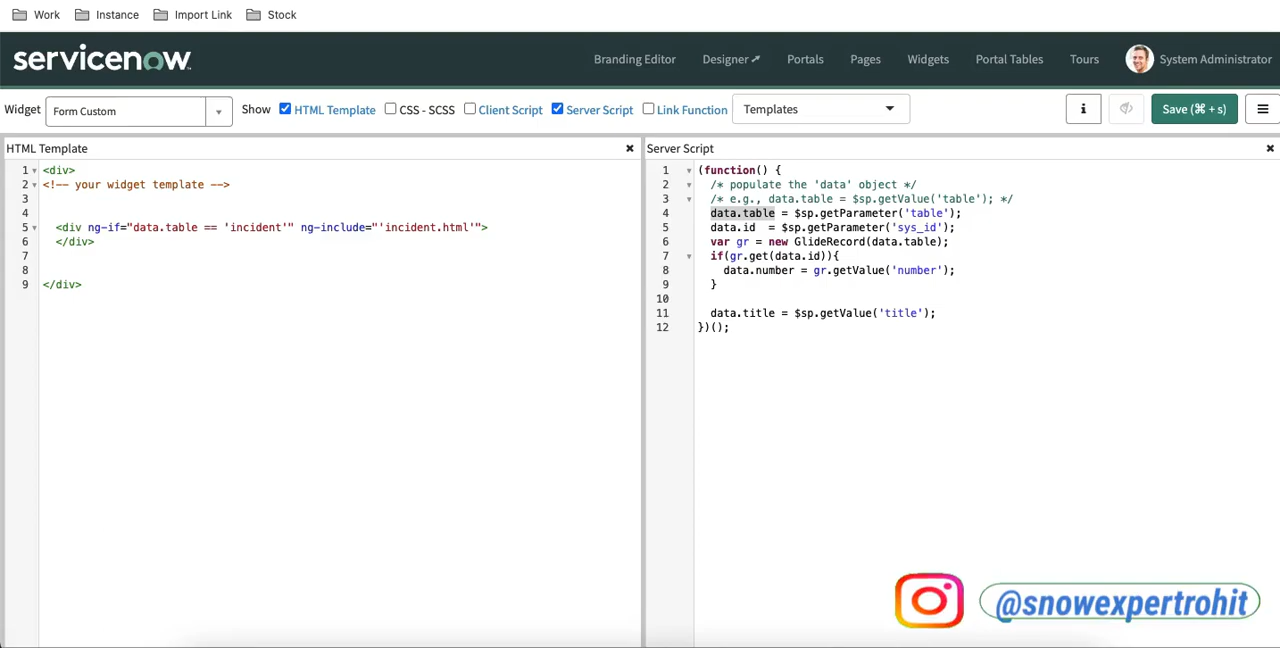 Work Instance Import Link Stock
servicenow Branding Editor Designer Portals Pages Widgets Portal Tables Tours System Administrator
Widget Form Custom Show HTML Template CSS - SCSS Client Script Server Script Link Function Templates i Save (⌘ + s)
HTML Template
1 <div>
2 <!-- your widget template -->
3
4
5 <div ng-if="data.table == 'incident'" ng-include="'incident.html'">
6 </div>
7
8
9 </div>
Server Script
1 (function() {
2 /* populate the 'data' object */
3 /* e.g., data.table = $sp.getValue('table'); */
4 data.table = $sp.getParameter('table');
5 data.id  = $sp.getParameter('sys_id');
6 var gr = new GlideRecord(data.table);
7 if(gr.get(data.id)){
8 data.number = gr.getValue('number');
9 }
10
11 data.title = $sp.getValue('title');
12 })();
@snowexpertrohit